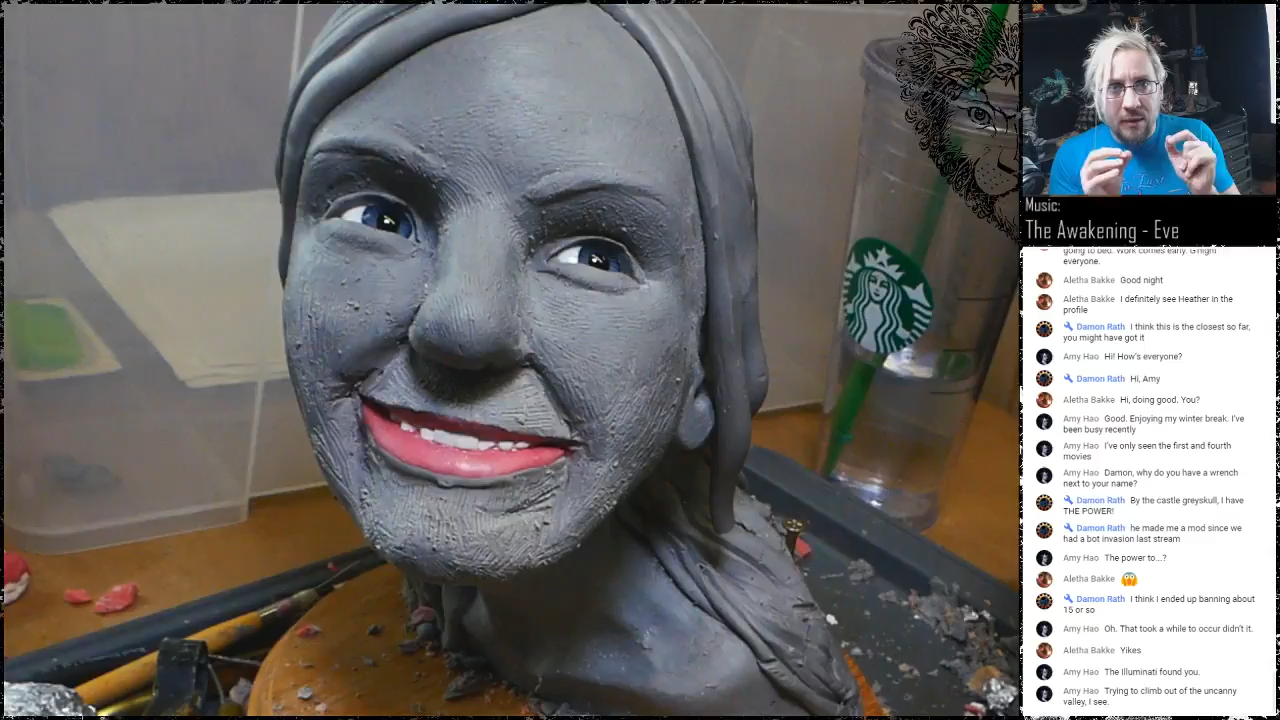 Music:
The Awakening - Eve
going to bed. Work comes early. G'night
everyone.
Aletha Bakke Good night
Aletha Bakke I definitely see Heather in the
profile
Damon Rath I think this is the closest so far,
you might have got it
Amy Hao Hi! How's everyone?
Damon Rath Hi, Amy
Aletha Bakke Hi, doing good. You?
Amy Hao Good. Enjoying my winter break. I've
been busy recently
Amy Hao I've only seen the first and fourth
movies
Amy Hao Damon, why do you have a wrench
next to your name?
Damon Rath By the castle greyskull, I have
THE POWER!
Damon Rath he made me a mod since we
had a bot invasion last stream
Amy Hao The power to...?
Aletha Bakke 😱
Damon Rath I think I ended up banning about
15 or so
Amy Hao Oh. That took a while to occur didn't it.
Aletha Bakke Yikes
Amy Hao The Illuminati found you.
Amy Hao Trying to climb out of the uncanny
valley, I see.